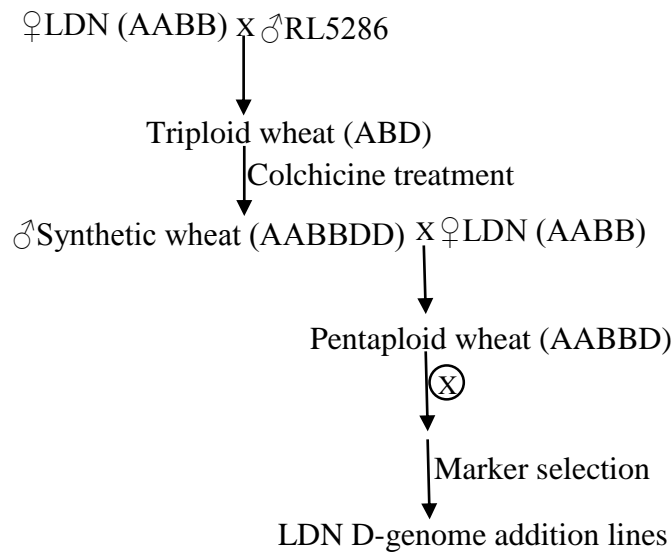 ♀LDN (AABB) X ♂RL5286
Triploid wheat (ABD)
Colchicine treatment
♂Synthetic wheat (AABBDD) X ♀LDN (AABB)
Pentaploid wheat (AABBD)
X
Marker selection
LDN D-genome addition lines